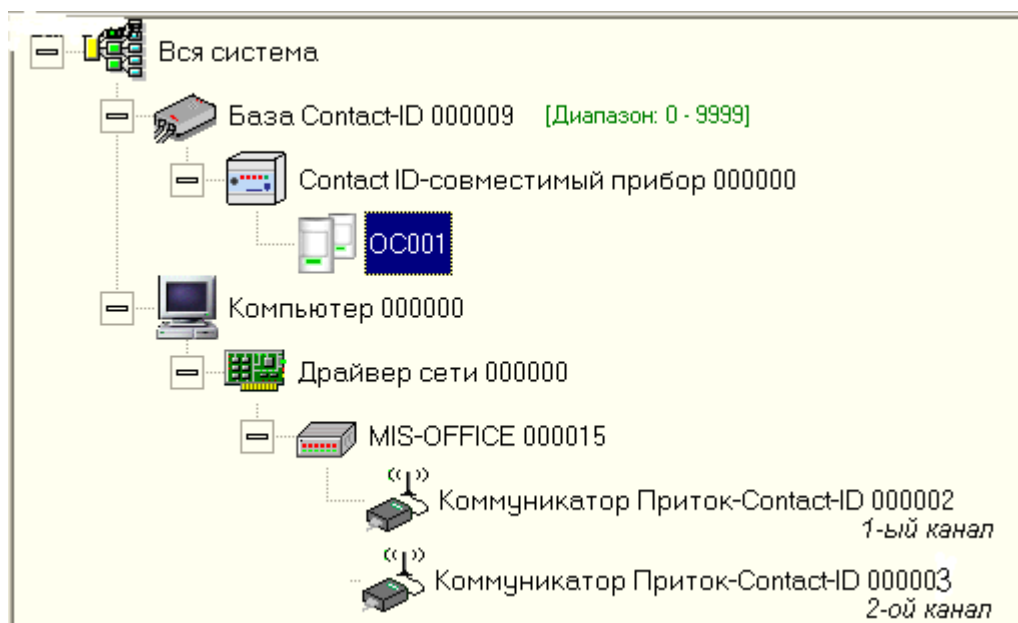 Вся система
База Contact-ID 000009 [Диапазон: 0 - 9999]
Contact ID-совместимый прибор 000000
ОС001
Компьютер 000000
Драйвер сети 000000
MIS-OFFICE 000015
Коммуникатор Приток-Contact-ID 000002
1-ый канал
Коммуникатор Приток-Contact-ID 000003
2-ой канал